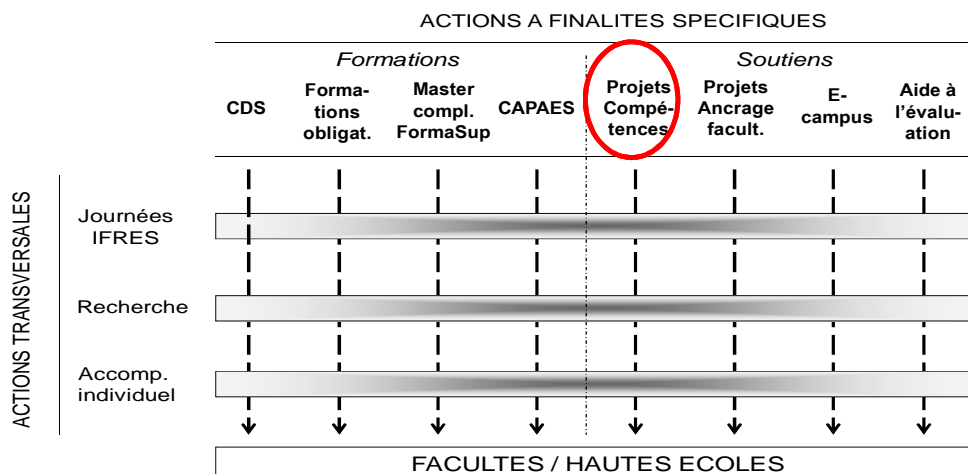 ACTIONS A FINALITES SPECIFIQUES
Formations
Soutiens
CDS
Forma-
tions
obligat.
Master
compl.
FormaSup
CAPAES
Projets
Compé-
tences
Projets
Ancrage
facult.
E-
campus
Aide à
l'évalu-
ation
ACTIONS TRANSVERSALES
Journées
IFRES
Recherche
Accomp.
individuel
FACULTES / HAUTES ECOLES